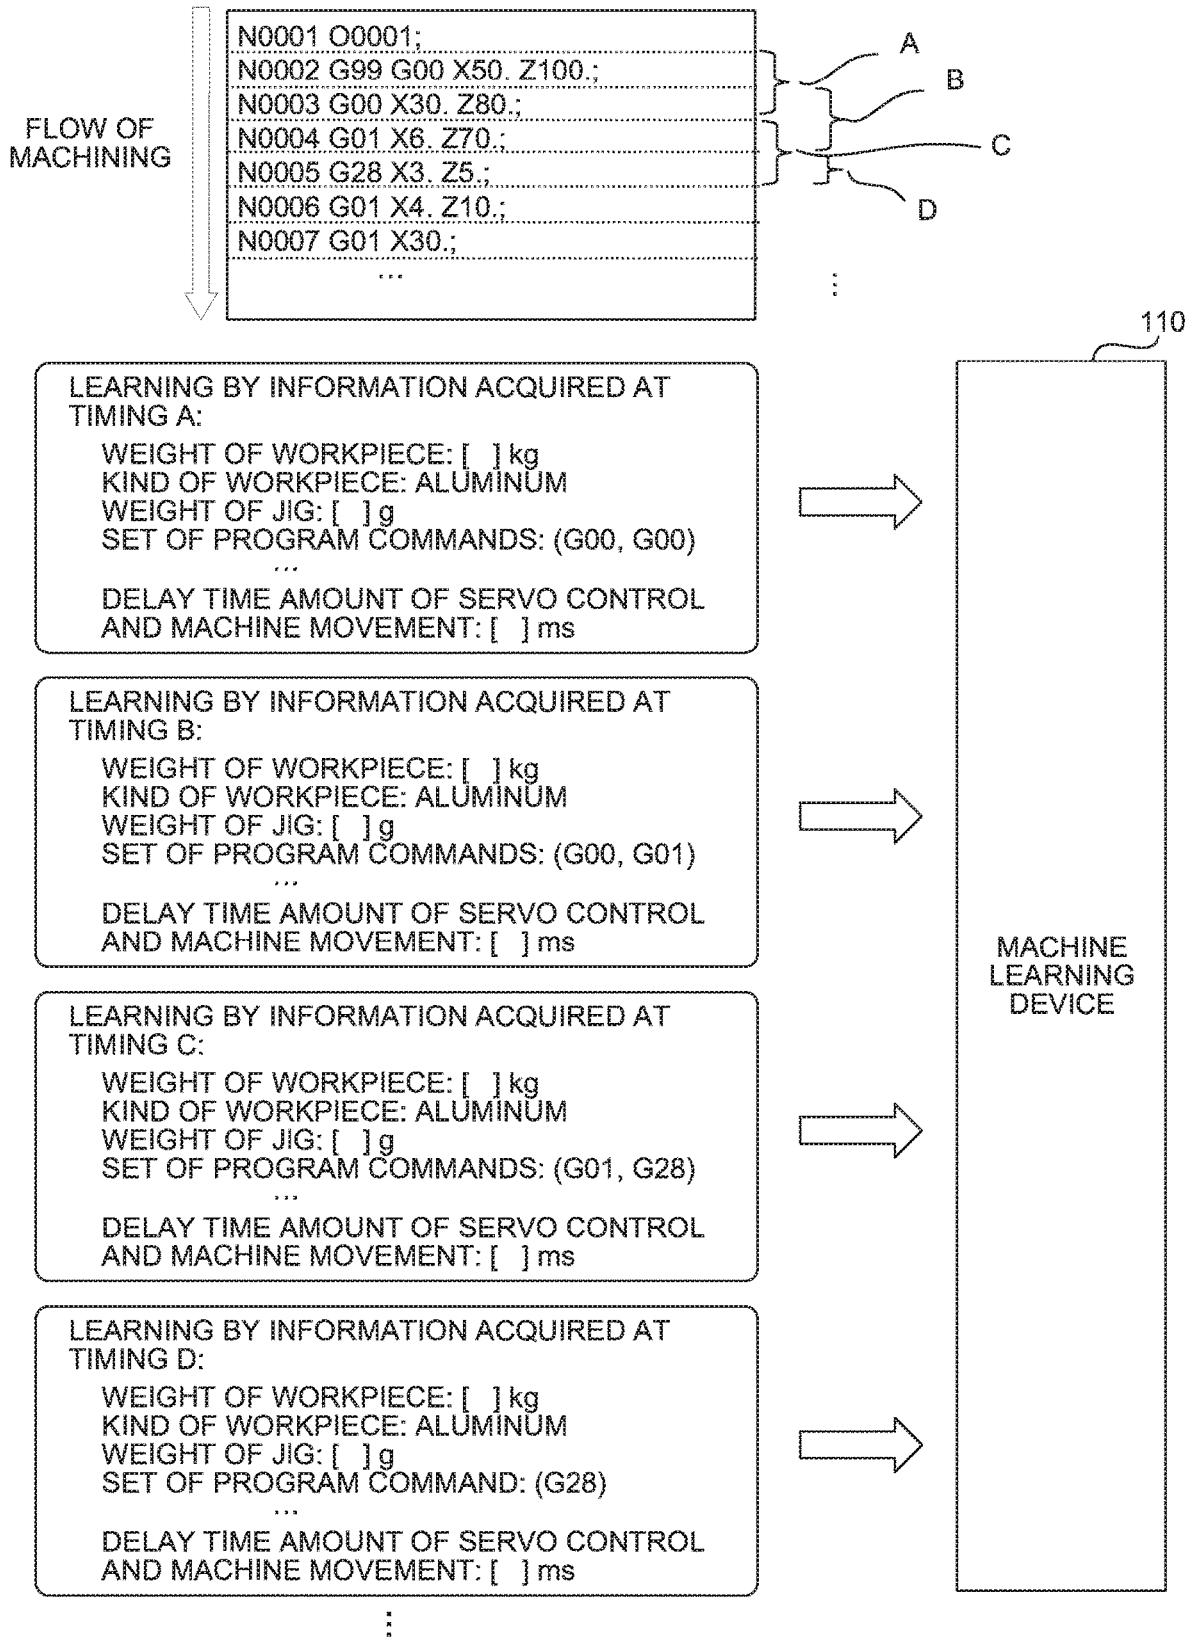 N0001 O0001;
N0002 G99 G00 X50. Z100.;
N0003 G00 X30. Z80.;
N0004 G01 X6. Z70.;
N0005 G28 X3. Z5.;
N0006 G01 X4. Z10.;
N0007 G01 X30.;
...
FLOW OF
MACHINING
A
B
C
D
...
110
LEARNING BY INFORMATION ACQUIRED AT
TIMING A:
WEIGHT OF WORKPIECE: [ ] kg
KIND OF WORKPIECE: ALUMINUM
WEIGHT OF JIG: [ ] g
SET OF PROGRAM COMMANDS: (G00, G00)
...
DELAY TIME AMOUNT OF SERVO CONTROL
AND MACHINE MOVEMENT: [ ] ms
LEARNING BY INFORMATION ACQUIRED AT
TIMING B:
WEIGHT OF WORKPIECE: [ ] kg
KIND OF WORKPIECE: ALUMINUM
WEIGHT OF JIG: [ ] g
SET OF PROGRAM COMMANDS: (G00, G01)
...
DELAY TIME AMOUNT OF SERVO CONTROL
AND MACHINE MOVEMENT: [ ] ms
LEARNING BY INFORMATION ACQUIRED AT
TIMING C:
WEIGHT OF WORKPIECE: [ ] kg
KIND OF WORKPIECE: ALUMINUM
WEIGHT OF JIG: [ ] g
SET OF PROGRAM COMMANDS: (G01, G28)
...
DELAY TIME AMOUNT OF SERVO CONTROL
AND MACHINE MOVEMENT: [ ] ms
LEARNING BY INFORMATION ACQUIRED AT
TIMING D:
WEIGHT OF WORKPIECE: [ ] kg
KIND OF WORKPIECE: ALUMINUM
WEIGHT OF JIG: [ ] g
SET OF PROGRAM COMMAND: (G28)
...
DELAY TIME AMOUNT OF SERVO CONTROL
AND MACHINE MOVEMENT: [ ] ms
...
MACHINE
LEARNING
DEVICE